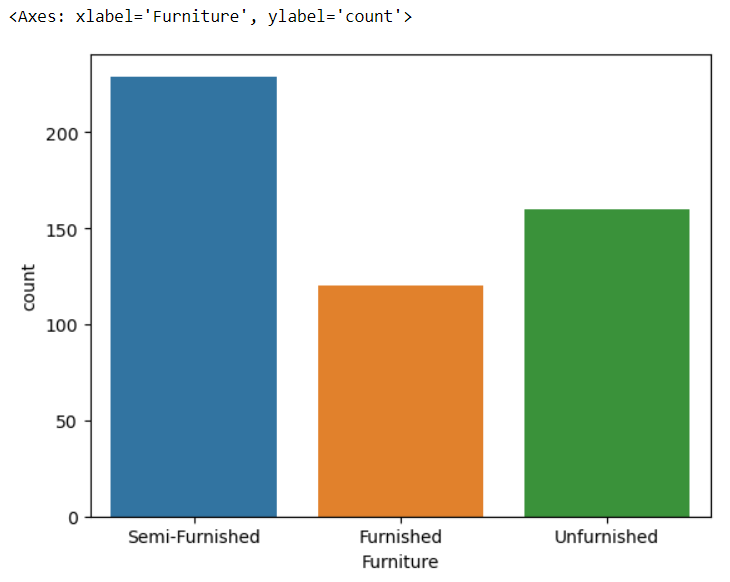 <Axes: xlabel='Furniture', ylabel='count'>
200
150
100
50
0
count
Semi-Furnished Furnished Unfurnished
Furniture